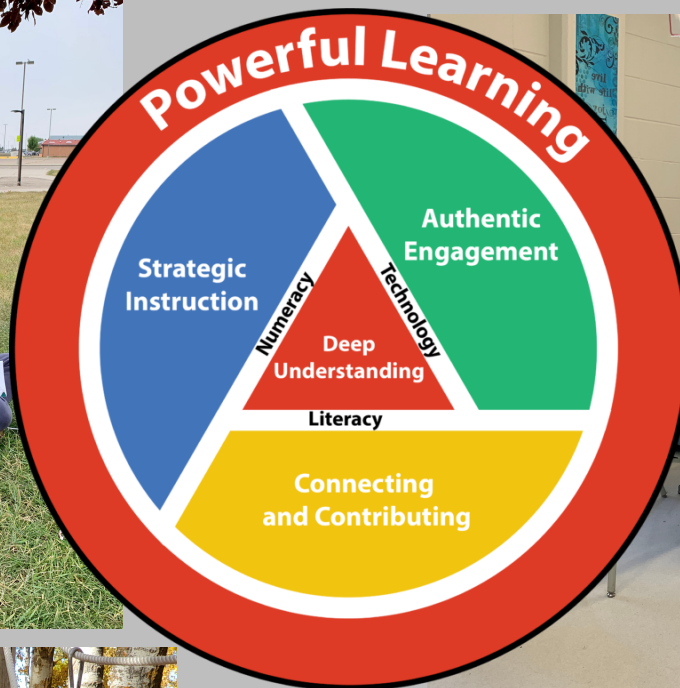 Powerful Learning
Strategic
Instruction
Authentic
Engagement
Numeracy
Technology
Deep
Understanding
Literacy
Connecting
and Contributing